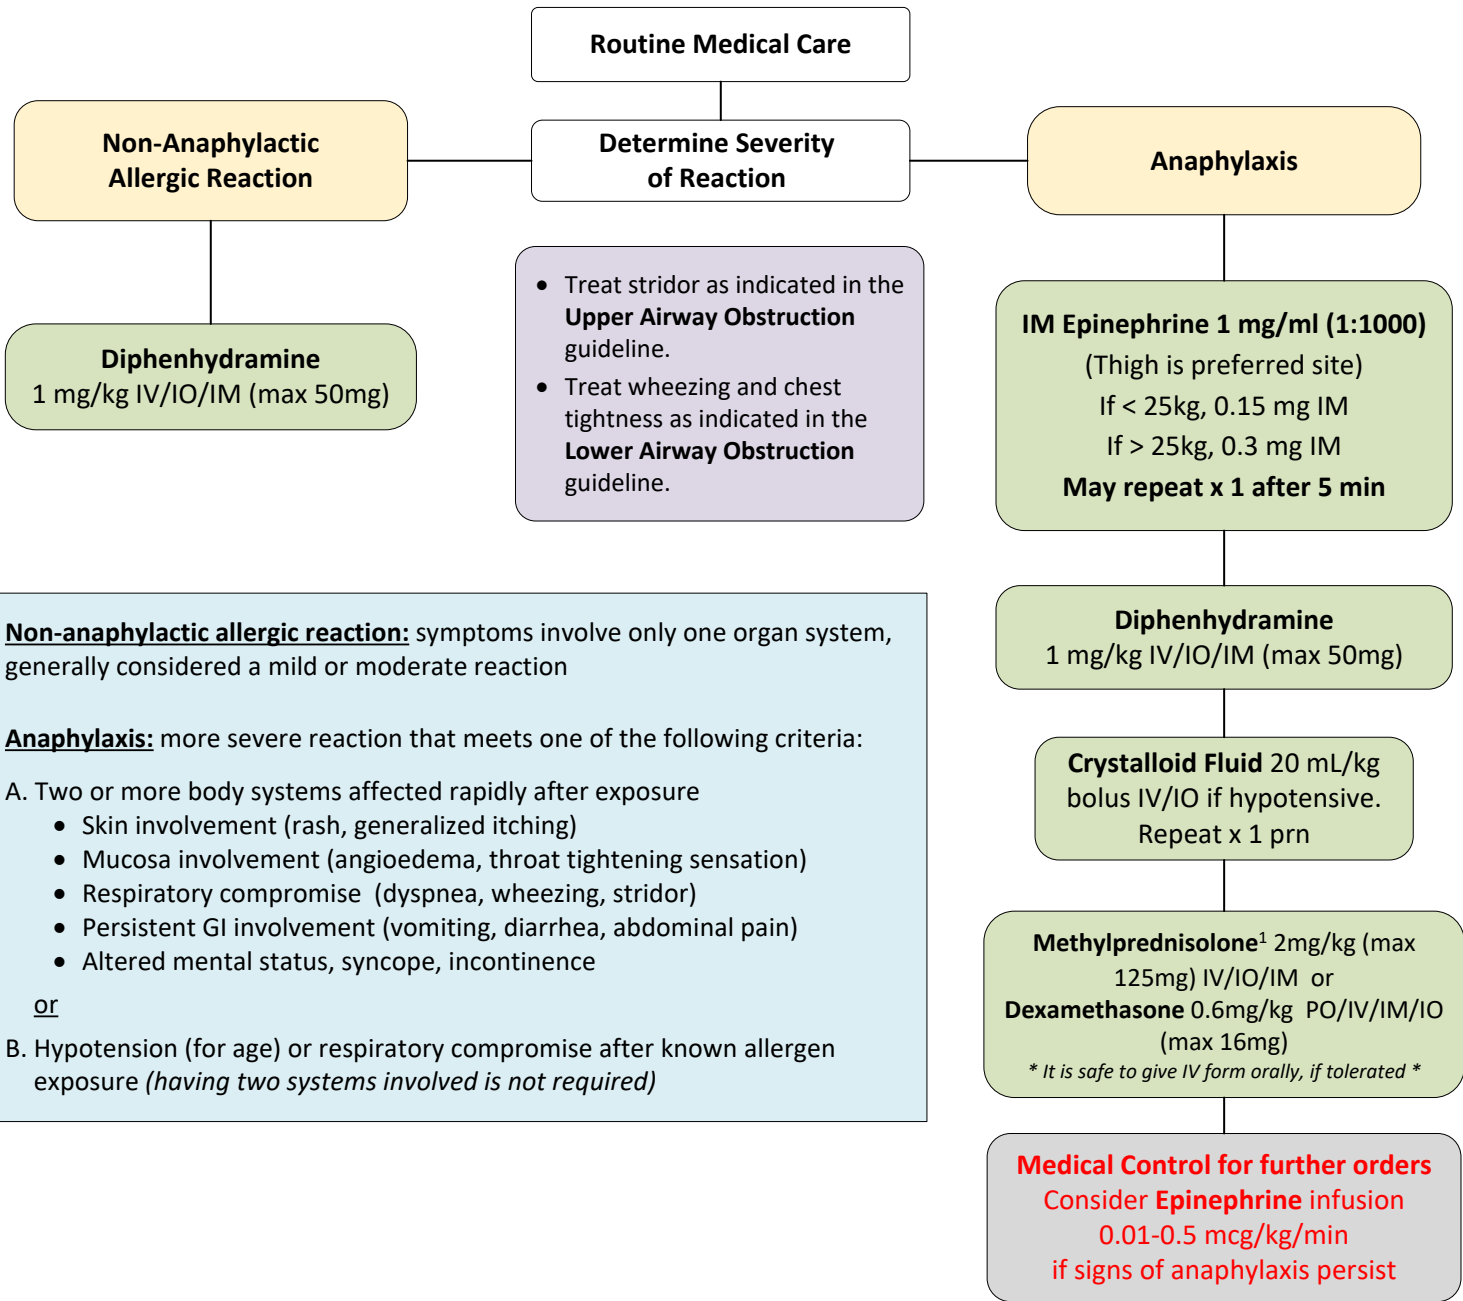 Routine Medical Care
Non-Anaphylactic
Allergic Reaction
Determine Severity
of Reaction
Anaphylaxis
Diphenhydramine
1 mg/kg IV/IO/IM (max 50mg)
• Treat stridor as indicated in the
Upper Airway Obstruction
guideline.
• Treat wheezing and chest
tightness as indicated in the
Lower Airway Obstruction
guideline.
IM Epinephrine 1 mg/ml (1:1000)
(Thigh is preferred site)
If < 25kg, 0.15 mg IM
If > 25kg, 0.3 mg IM
May repeat x 1 after 5 min
Diphenhydramine
1 mg/kg IV/IO/IM (max 50mg)
Crystalloid Fluid 20 mL/kg
bolus IV/IO if hypotensive.
Repeat x 1 prn
Methylprednisolone¹ 2mg/kg (max
125mg) IV/IO/IM or
Dexamethasone 0.6mg/kg PO/IV/IM/IO
(max 16mg)
* It is safe to give IV form orally, if tolerated *
Medical Control for further orders
Consider Epinephrine infusion
0.01-0.5 mcg/kg/min
if signs of anaphylaxis persist
Non-anaphylactic allergic reaction: symptoms involve only one organ system,
generally considered a mild or moderate reaction
Anaphylaxis: more severe reaction that meets one of the following criteria:
A. Two or more body systems affected rapidly after exposure
• Skin involvement (rash, generalized itching)
• Mucosa involvement (angioedema, throat tightening sensation)
• Respiratory compromise (dyspnea, wheezing, stridor)
• Persistent GI involvement (vomiting, diarrhea, abdominal pain)
• Altered mental status, syncope, incontinence
or
B. Hypotension (for age) or respiratory compromise after known allergen
exposure (having two systems involved is not required)